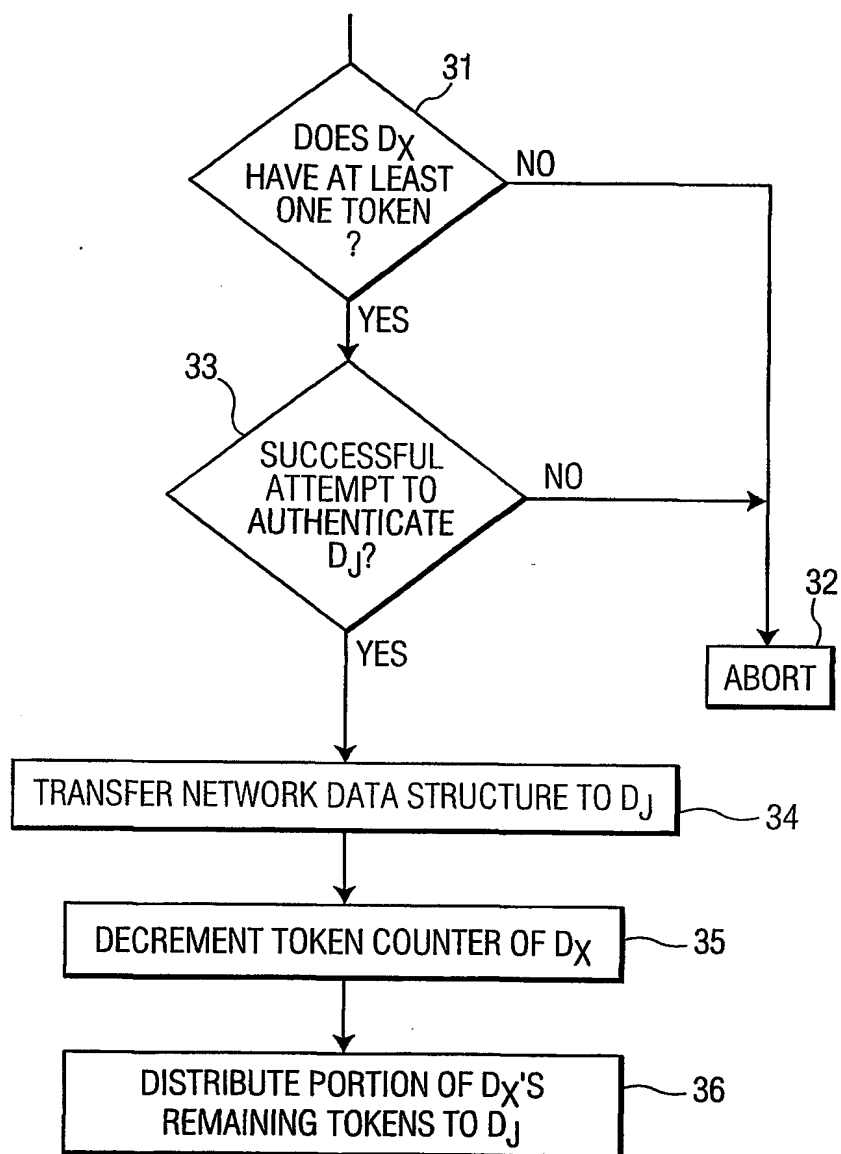 31
DOES DX
HAVE AT LEAST
ONE TOKEN
?
NO
YES
33
SUCCESSFUL
ATTEMPT TO
AUTHENTICATE
DJ?
NO
32
ABORT
YES
TRANSFER NETWORK DATA STRUCTURE TO DJ
34
DECREMENT TOKEN COUNTER OF DX
35
DISTRIBUTE PORTION OF DX'S
REMAINING TOKENS TO DJ
36